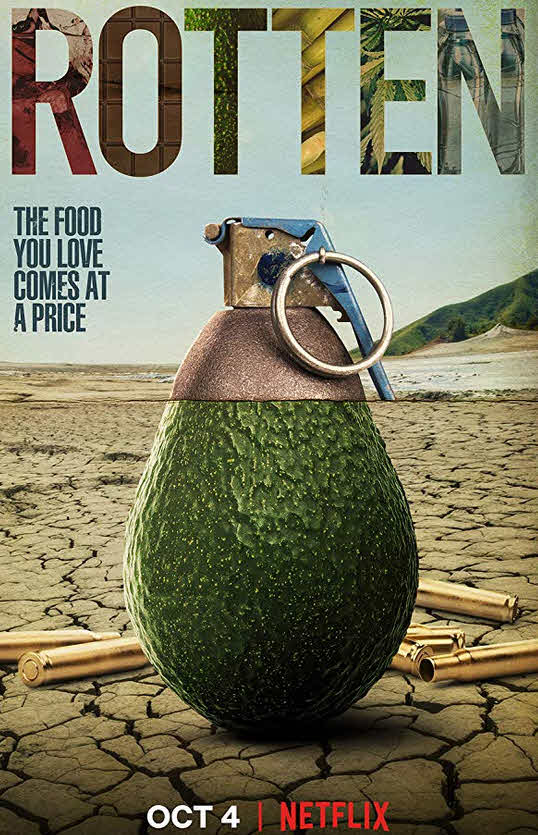 ROTTEN
THE FOOD
YOU LOVE
COMES AT
A PRICE
OCT 4 | NETFLIX